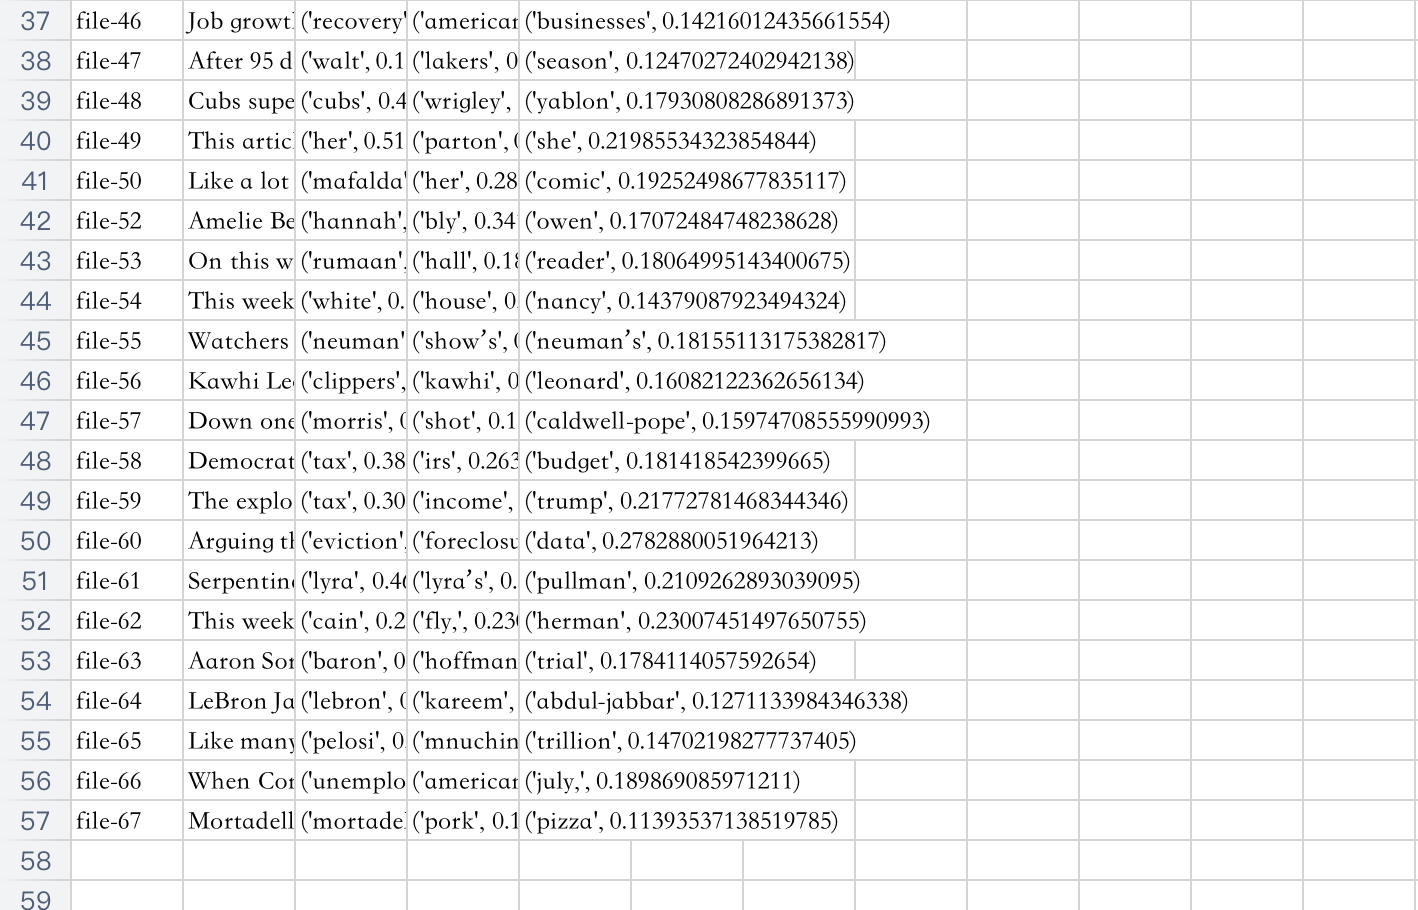 37 file-46 Job growth ('recovery' ('american ('businesses', 0.14216012435661554)
38 file-47 After 95 d ('walt', 0.1 ('lakers', 0 ('season', 0.12470272402942138)
39 file-48 Cubs supe ('cubs', 0.4 ('wrigley', ('yablon', 0.17930808286891373)
40 file-49 This artic ('her', 0.51 ('parton', ( ('she', 0.21985534323854844)
41 file-50 Like a lot ('mafalda' ('her', 0.28 ('comic', 0.19252498677835117)
42 file-52 Amelie Be ('hannah', ('bly', 0.34 ('owen', 0.17072484748238628)
43 file-53 On this w ('rumaan', ('hall', 0.18 ('reader', 0.18064995143400675)
44 file-54 This week ('white', 0. ('house', 0. ('nancy', 0.14379087923494324)
45 file-55 Watchers ('neuman' ('show’s', 0 ('neuman’s', 0.18155113175382817)
46 file-56 Kawhi Le ('clippers', ('kawhi', 0 ('leonard', 0.16082122362656134)
47 file-57 Down one ('morris', 0 ('shot', 0.1 ('caldwell-pope', 0.15974708555990993)
48 file-58 Democrat ('tax', 0.38 ('irs', 0.263 ('budget', 0.181418542399665)
49 file-59 The explo ('tax', 0.30 ('income', ('trump', 0.21772781468344346)
50 file-60 Arguing th ('eviction', ('foreclosu ('data', 0.2782880051964213)
51 file-61 Serpentine ('lyra', 0.46 ('lyra’s', 0. ('pullman', 0.2109262893039095)
52 file-62 This week ('cain', 0.2 ('fly,', 0.230 ('herman', 0.23007451497650755)
53 file-63 Aaron Sor ('baron', 0 ('hoffman ('trial', 0.1784114057592654)
54 file-64 LeBron Ja ('lebron', 0 ('kareem', ('abdul-jabbar', 0.1271133984346338)
55 file-65 Like many ('pelosi', 0. ('mnuchin ('trillion', 0.14702198277737405)
56 file-66 When Con ('unemplo ('american ('july,', 0.189869085971211)
57 file-67 Mortadell ('mortadel ('pork', 0.1 ('pizza', 0.11393537138519785)
58
59